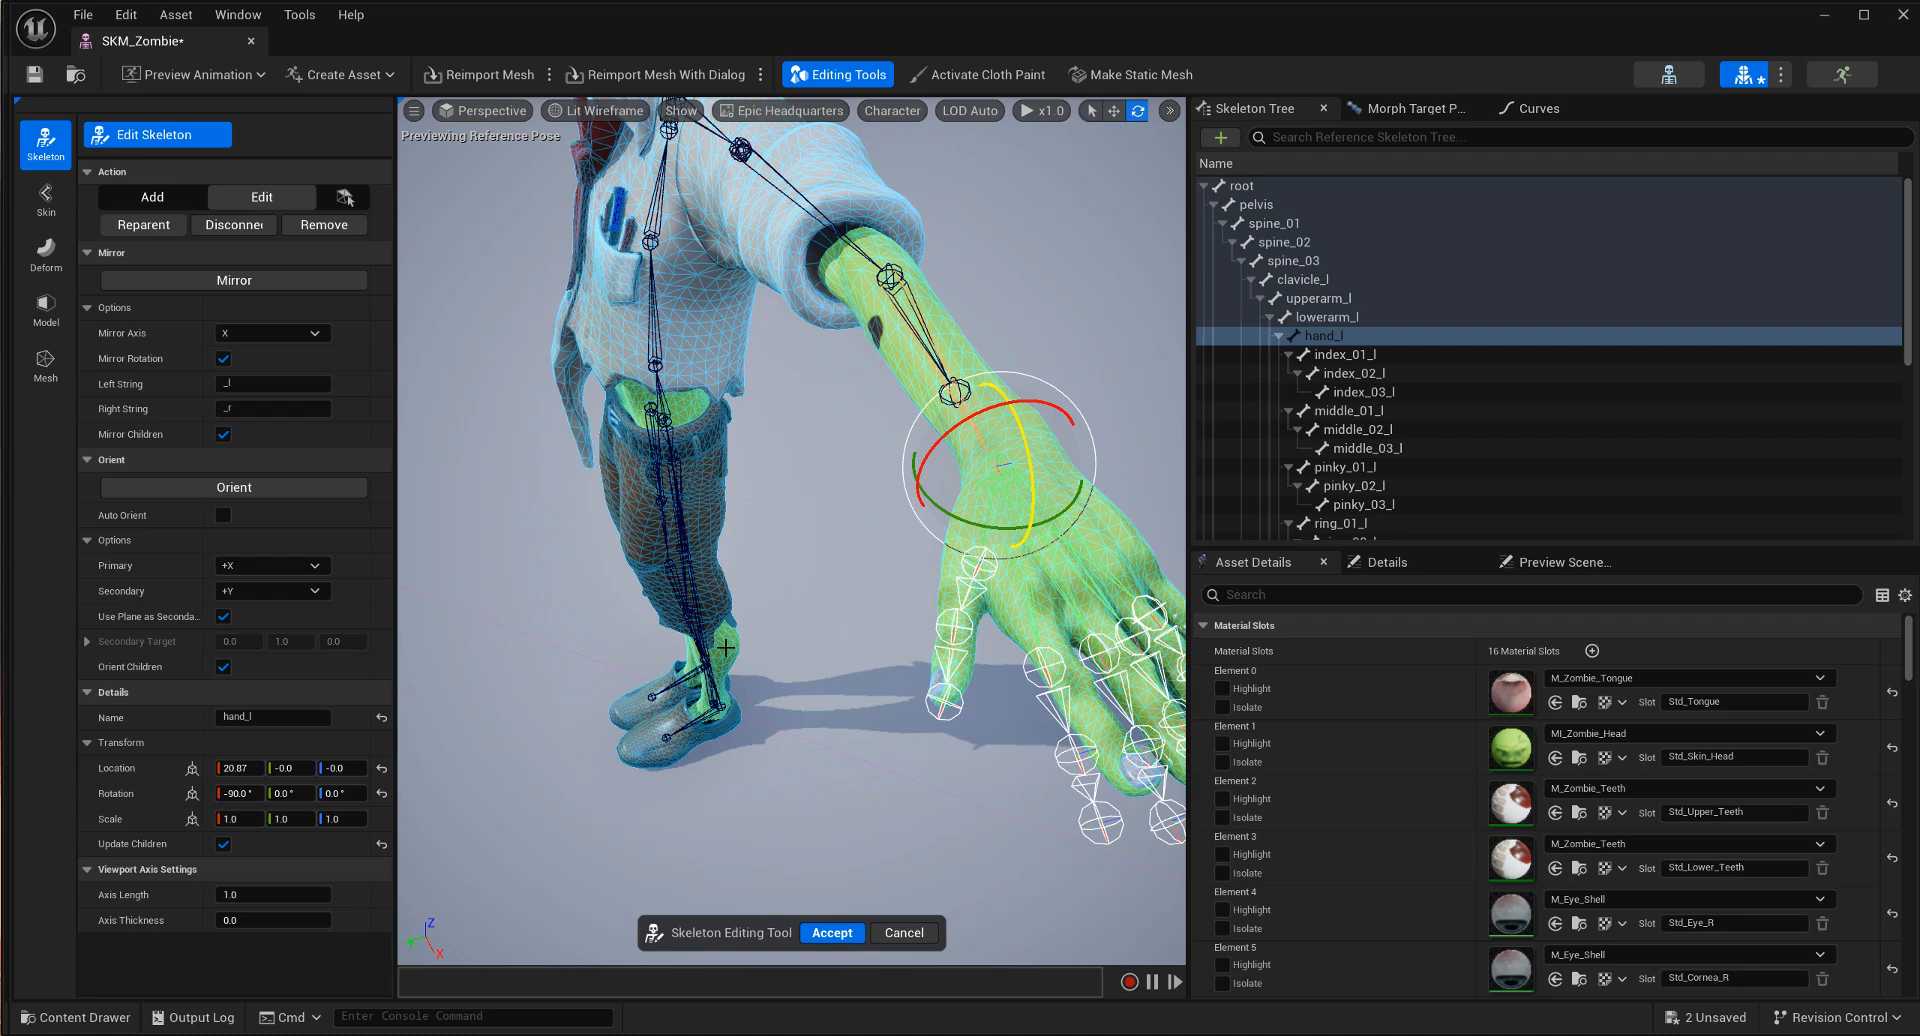 File Edit Asset Window Tools Help
SKM_Zombie*
Preview Animation Create Asset Reimport Mesh Reimport Mesh With Dialog Editing Tools Activate Cloth Paint Make Static Mesh
Skeleton
Skin
Deform
Model
Mesh
Edit Skeleton
Action
Add Edit
Reparent Disconnec Remove
Mirror
Mirror
Options
Mirror Axis X
Mirror Rotation
Left String _l
Right String _r
Mirror Children
Orient
Orient
Auto Orient
Options
Primary +X
Secondary +Y
Use Plane as Seconda...
Secondary Target 0.0 1.0 0.0
Orient Children
Details
Name hand_l
Transform
Location 20.87 -0.0 -0.0
Rotation -90.0° 0.0° 0.0°
Scale 1.0 1.0 1.0
Update Children
Viewport Axis Settings
Axis Length 1.0
Axis Thickness 0.0
Perspective Lit Wireframe Show Epic Headquarters Character LOD Auto x1.0
Previewing Reference Pose
Z
X
Skeleton Editing Tool Accept Cancel
Skeleton Tree Morph Target P... Curves
Search Reference Skeleton Tree...
Name
root
pelvis
spine_01
spine_02
spine_03
clavicle_l
upperarm_l
lowerarm_l
hand_l
index_01_l
index_02_l
index_03_l
middle_01_l
middle_02_l
middle_03_l
pinky_01_l
pinky_02_l
pinky_03_l
ring_01_l
Asset Details Details Preview Scene...
Search
Material Slots
Material Slots 16 Material Slots
Element 0
Highlight
Isolate
M_Zombie_Tongue
Slot Std_Tongue
Element 1
Highlight
Isolate
MI_Zombie_Head
Slot Std_Skin_Head
Element 2
Highlight
Isolate
M_Zombie_Teeth
Slot Std_Upper_Teeth
Element 3
Highlight
Isolate
M_Zombie_Teeth
Slot Std_Lower_Teeth
Element 4
Highlight
Isolate
M_Eye_Shell
Slot Std_Eye_R
Element 5
Highlight
Isolate
M_Eye_Shell
Slot Std_Cornea_R
Content Drawer Output Log Cmd Enter Console Command 2 Unsaved Revision Control